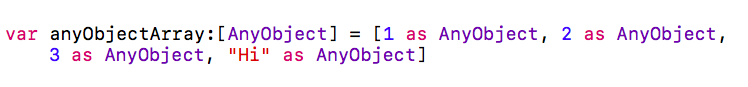 var anyObjectArray:[AnyObject] = [1 as AnyObject, 2 as AnyObject,
3 as AnyObject, "Hi" as AnyObject]